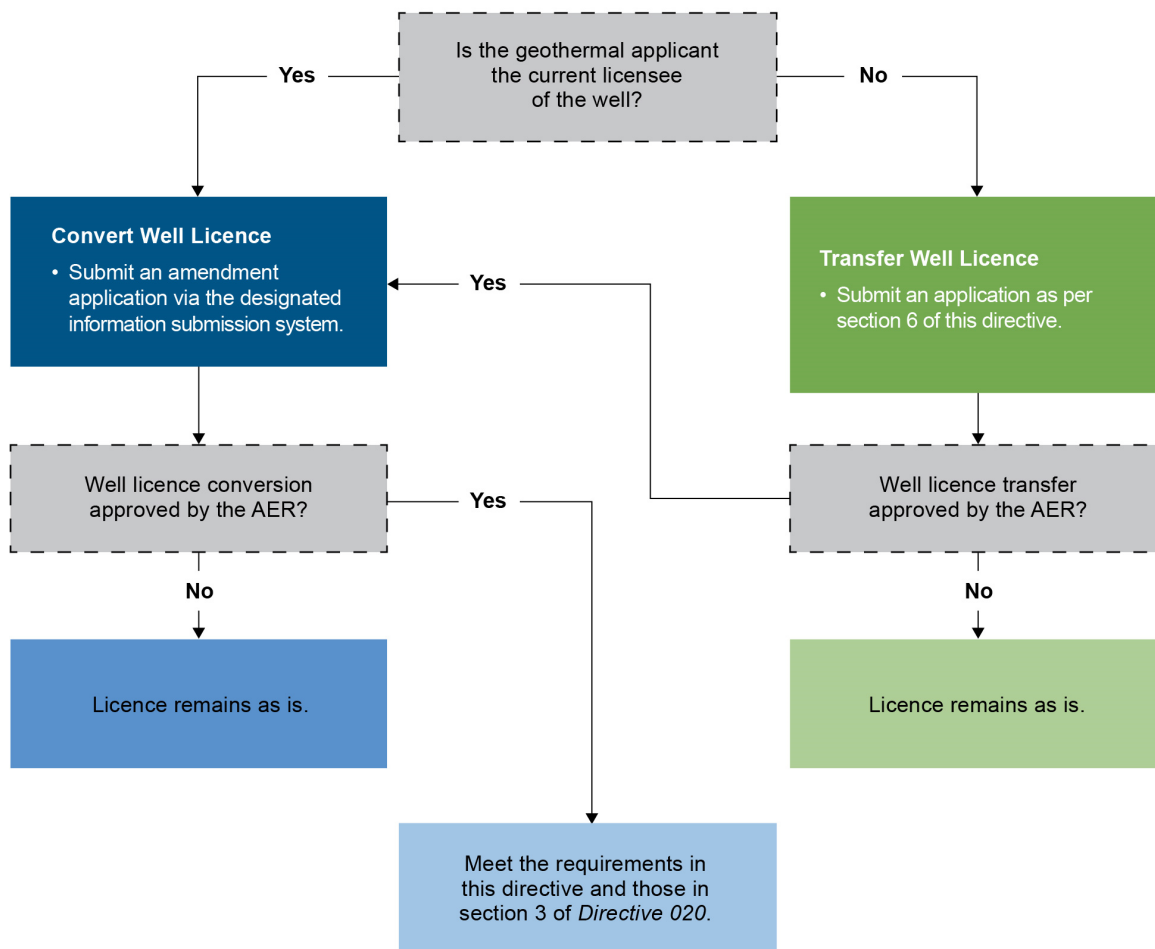 Is the geothermal applicant
the current licensee
of the well?
Yes
No
Convert Well Licence
• Submit an amendment
application via the designated
information submission system.
Yes
Transfer Well Licence
• Submit an application as per
section 6 of this directive.
Well licence conversion
approved by the AER?
Yes
Well licence transfer
approved by the AER?
No
No
Licence remains as is.
Licence remains as is.
Meet the requirements in
this directive and those in
section 3 of Directive 020.